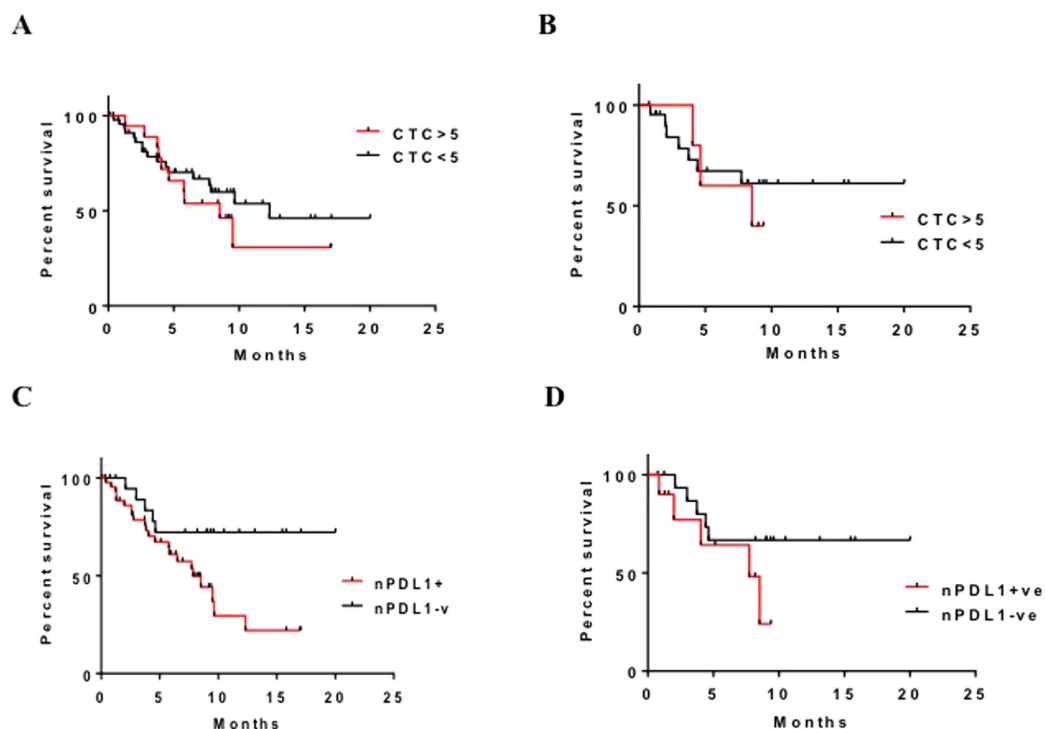 A
Percent survival
100
50
0
0 5 10 15 20 25
Months
CTC>5
CTC<5
B
Percent survival
100
50
0
0 5 10 15 20 25
Months
CTC>5
CTC<5
C
Percent survival
100
50
0
0 5 10 15 20 25
Months
nPDL1+
nPDL1-v
D
Percent survival
100
50
0
0 5 10 15 20 25
Months
nPDL1+ve
nPDL1-ve